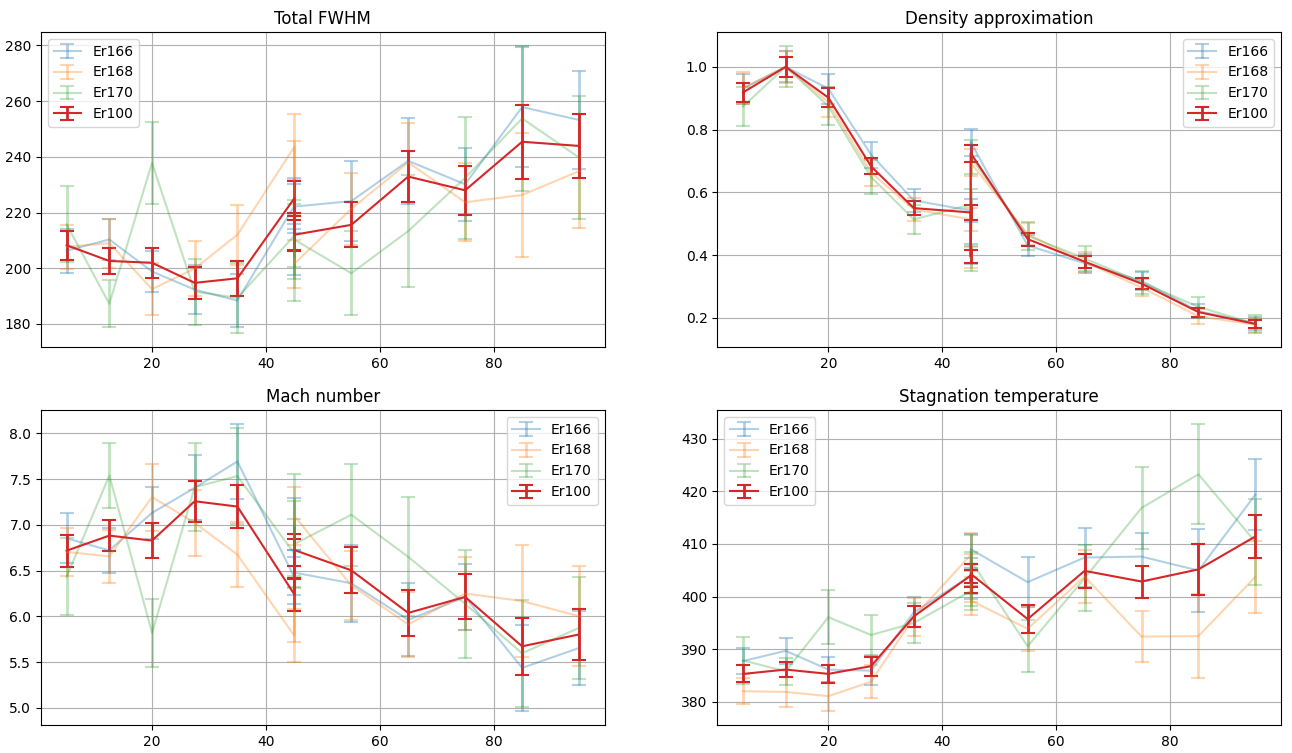 Total FWHM
280
260
240
220
200
180
20
40
60
80
Er166
Er168
Er170
Er100
Density approximation
1.0
0.8
0.6
0.4
0.2
20
40
60
80
Er166
Er168
Er170
Er100
Mach number
8.0
7.5
7.0
6.5
6.0
5.5
5.0
20
40
60
80
Er166
Er168
Er170
Er100
Stagnation temperature
430
420
410
400
390
380
20
40
60
80
Er166
Er168
Er170
Er100